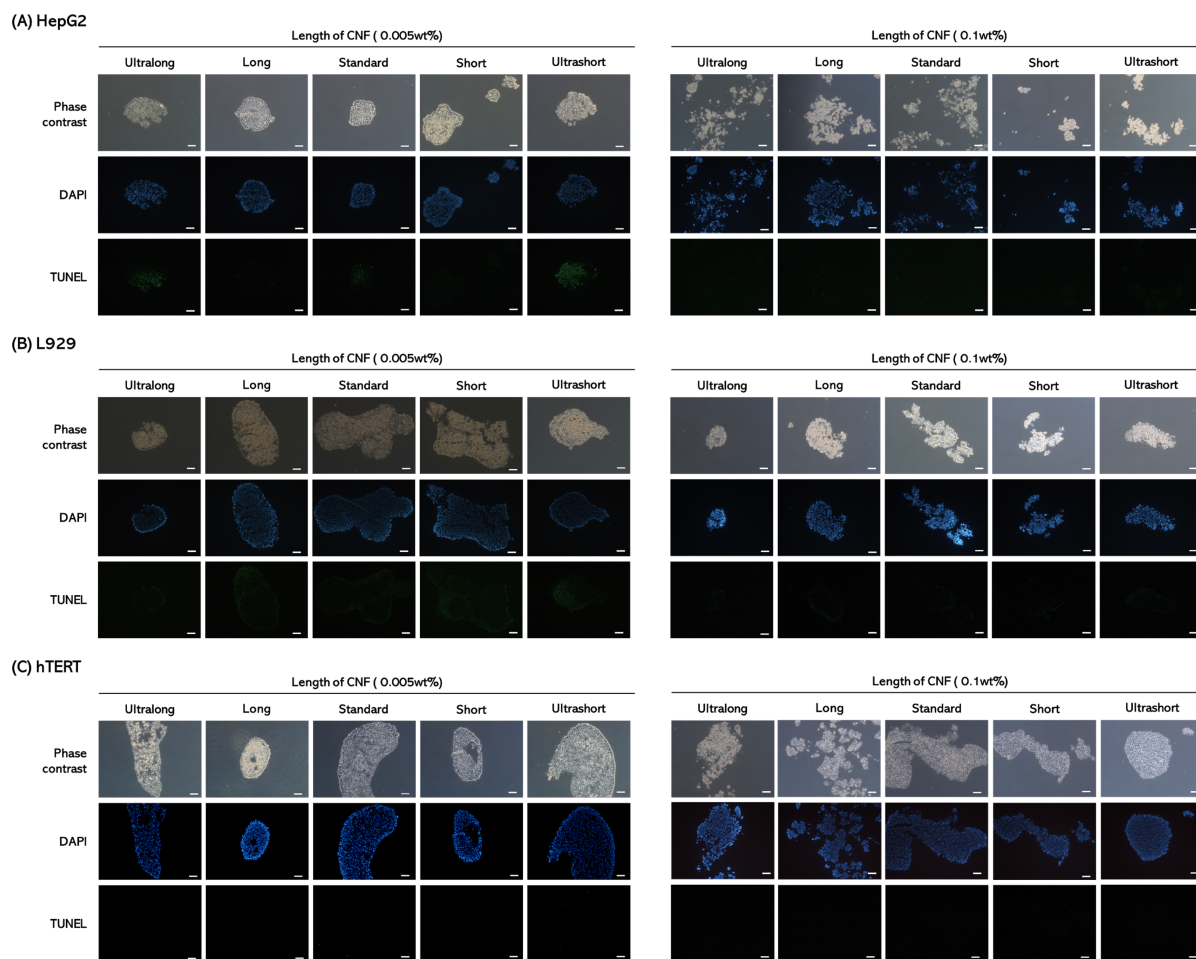 (A) HepG2
Length of CNF ( 0.005wt%)
Length of CNF ( 0.1wt%)
Ultralong Long Standard Short Ultrashort
Ultralong Long Standard Short Ultrashort
Phase
contrast
DAPI
TUNEL
(B) L929
Length of CNF ( 0.005wt%)
Length of CNF ( 0.1wt%)
Ultralong Long Standard Short Ultrashort
Ultralong Long Standard Short Ultrashort
Phase
contrast
DAPI
TUNEL
(C) hTERT
Length of CNF ( 0.005wt%)
Length of CNF ( 0.1wt%)
Ultralong Long Standard Short Ultrashort
Ultralong Long Standard Short Ultrashort
Phase
contrast
DAPI
TUNEL